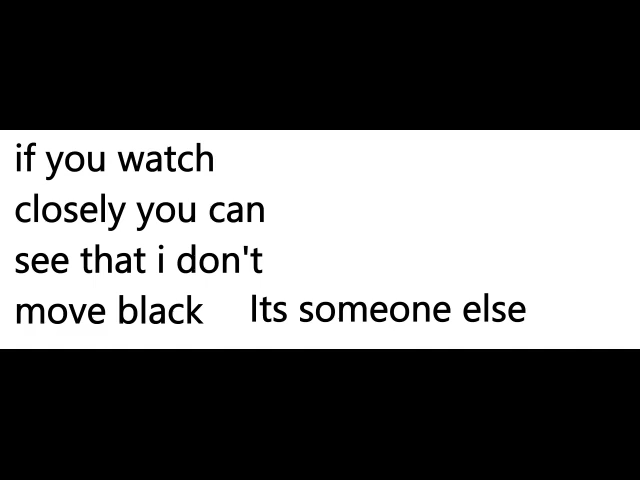 if you watch
closely you can
see that i don't
move black Its someone else